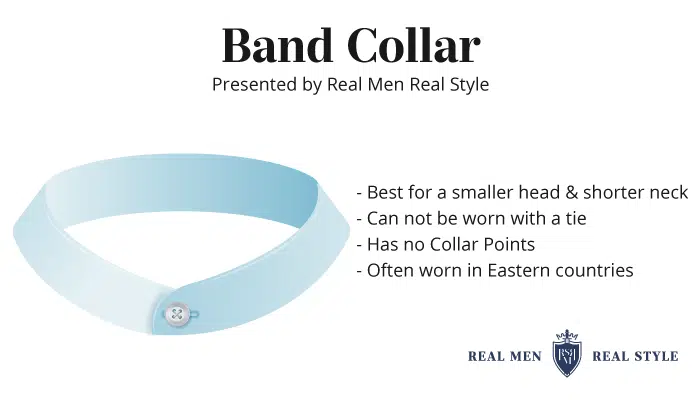 Band Collar
Presented by Real Men Real Style
- Best for a smaller head & shorter neck
- Can not be worn with a tie
- Has no Collar Points
- Often worn in Eastern countries
REAL MEN REAL STYLE